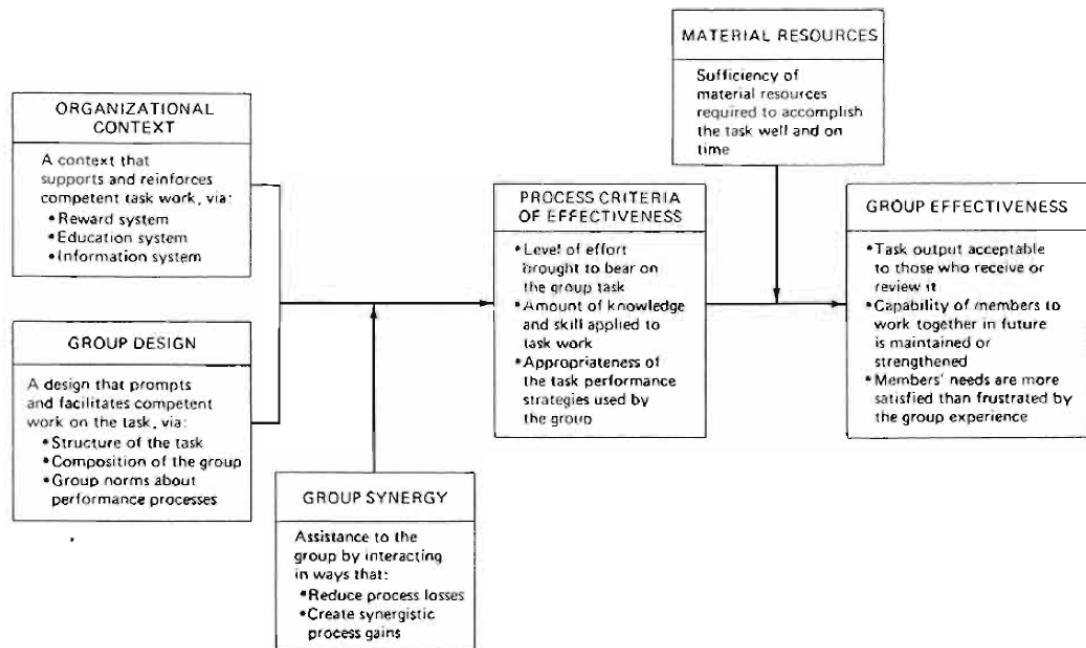 MATERIAL RESOURCES
Sufficiency of
material resources
required to accomplish
the task well and on
time
ORGANIZATIONAL
CONTEXT
A context that
supports and reinforces
competent task work, via:
•Reward system
•Education system
•Information system
GROUP DESIGN
A design that prompts
and facilitates competent
work on the task, via:
•Structure of the task
•Composition of the group
•Group norms about
performance processes
GROUP SYNERGY
Assistance to the
group by interacting
in ways that:
•Reduce process losses
•Create synergistic
process gains
PROCESS CRITERIA
OF EFFECTIVENESS
•Level of effort
brought to bear on
the group task
•Amount of knowledge
and skill applied to
task work
•Appropriateness of
the task performance
strategies used by
the group
GROUP EFFECTIVENESS
•Task output acceptable
to those who receive or
review it
•Capability of members to
work together in future
is maintained or
strengthened
•Members' needs are more
satisfied than frustrated by
the group experience